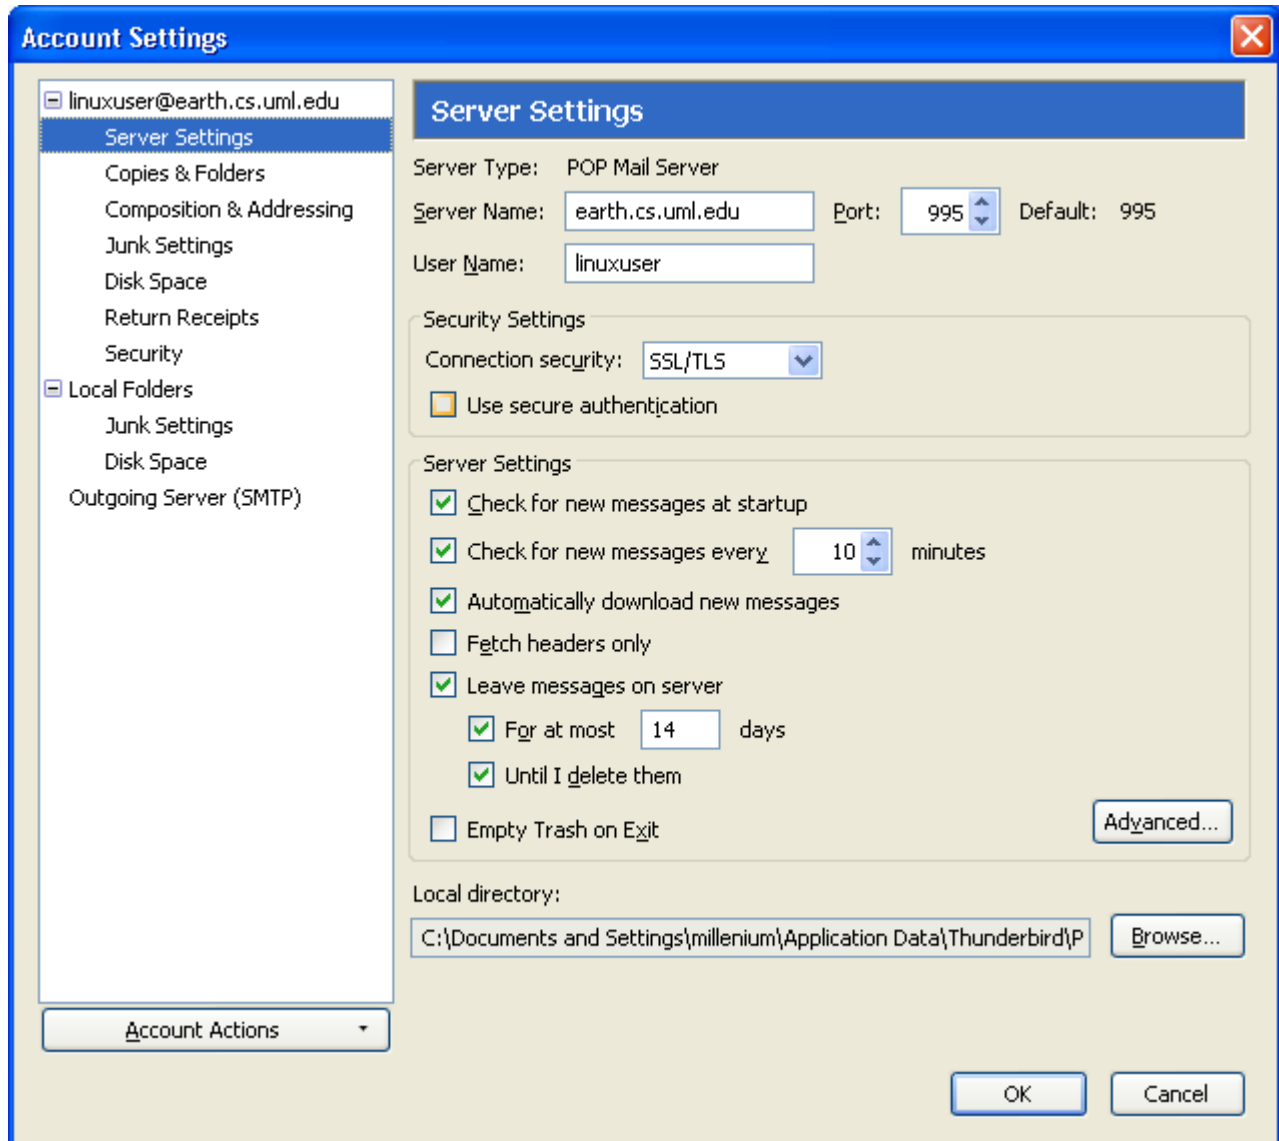 Account Settings
linuxuser@earth.cs.uml.edu
Server Settings
Copies & Folders
Composition & Addressing
Junk Settings
Disk Space
Return Receipts
Security
Local Folders
Junk Settings
Disk Space
Outgoing Server (SMTP)
Account Actions
Server Settings
Server Type: POP Mail Server
Server Name: earth.cs.uml.edu Port: 995 Default: 995
User Name: linuxuser
Security Settings
Connection security: SSL/TLS
Use secure authentication
Server Settings
Check for new messages at startup
Check for new messages every 10 minutes
Automatically download new messages
Fetch headers only
Leave messages on server
For at most 14 days
Until I delete them
Empty Trash on Exit Advanced...
Local directory:
C:\Documents and Settings\millenium\Application Data\Thunderbird\P Browse...
OK Cancel